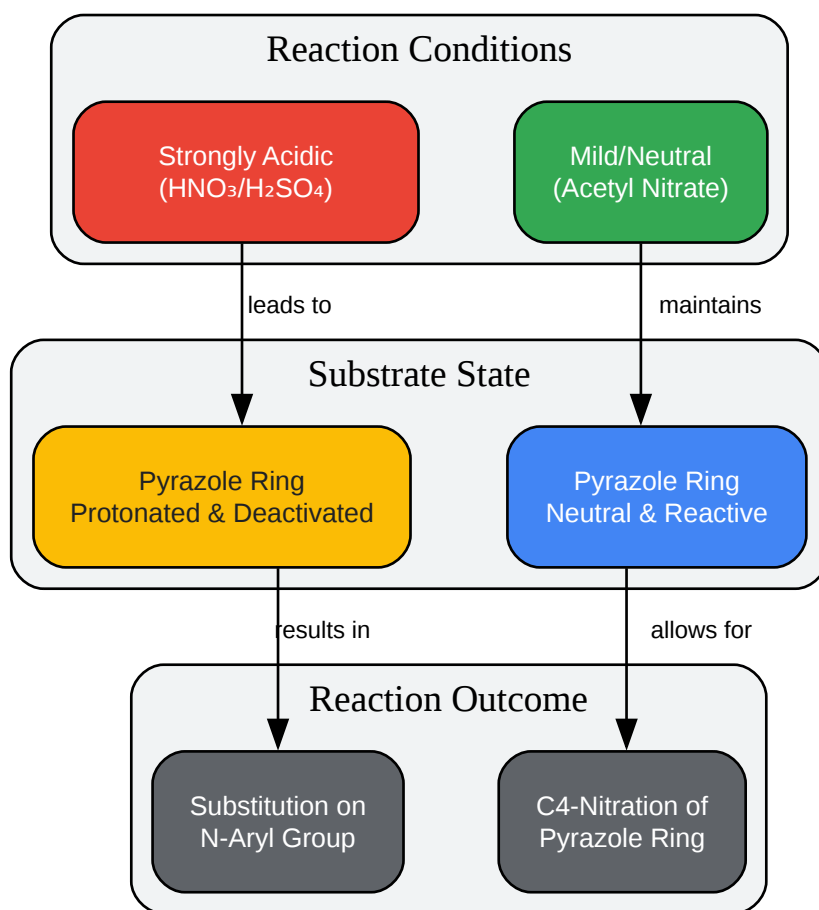 Reaction Conditions
Strongly Acidic
(HNO₃/H₂SO₄)
Mild/Neutral
(Acetyl Nitrate)
leads to
maintains
Substrate State
Pyrazole Ring
Protonated & Deactivated
Pyrazole Ring
Neutral & Reactive
results in
allows for
Reaction Outcome
Substitution on
N-Aryl Group
C4-Nitration of
Pyrazole Ring